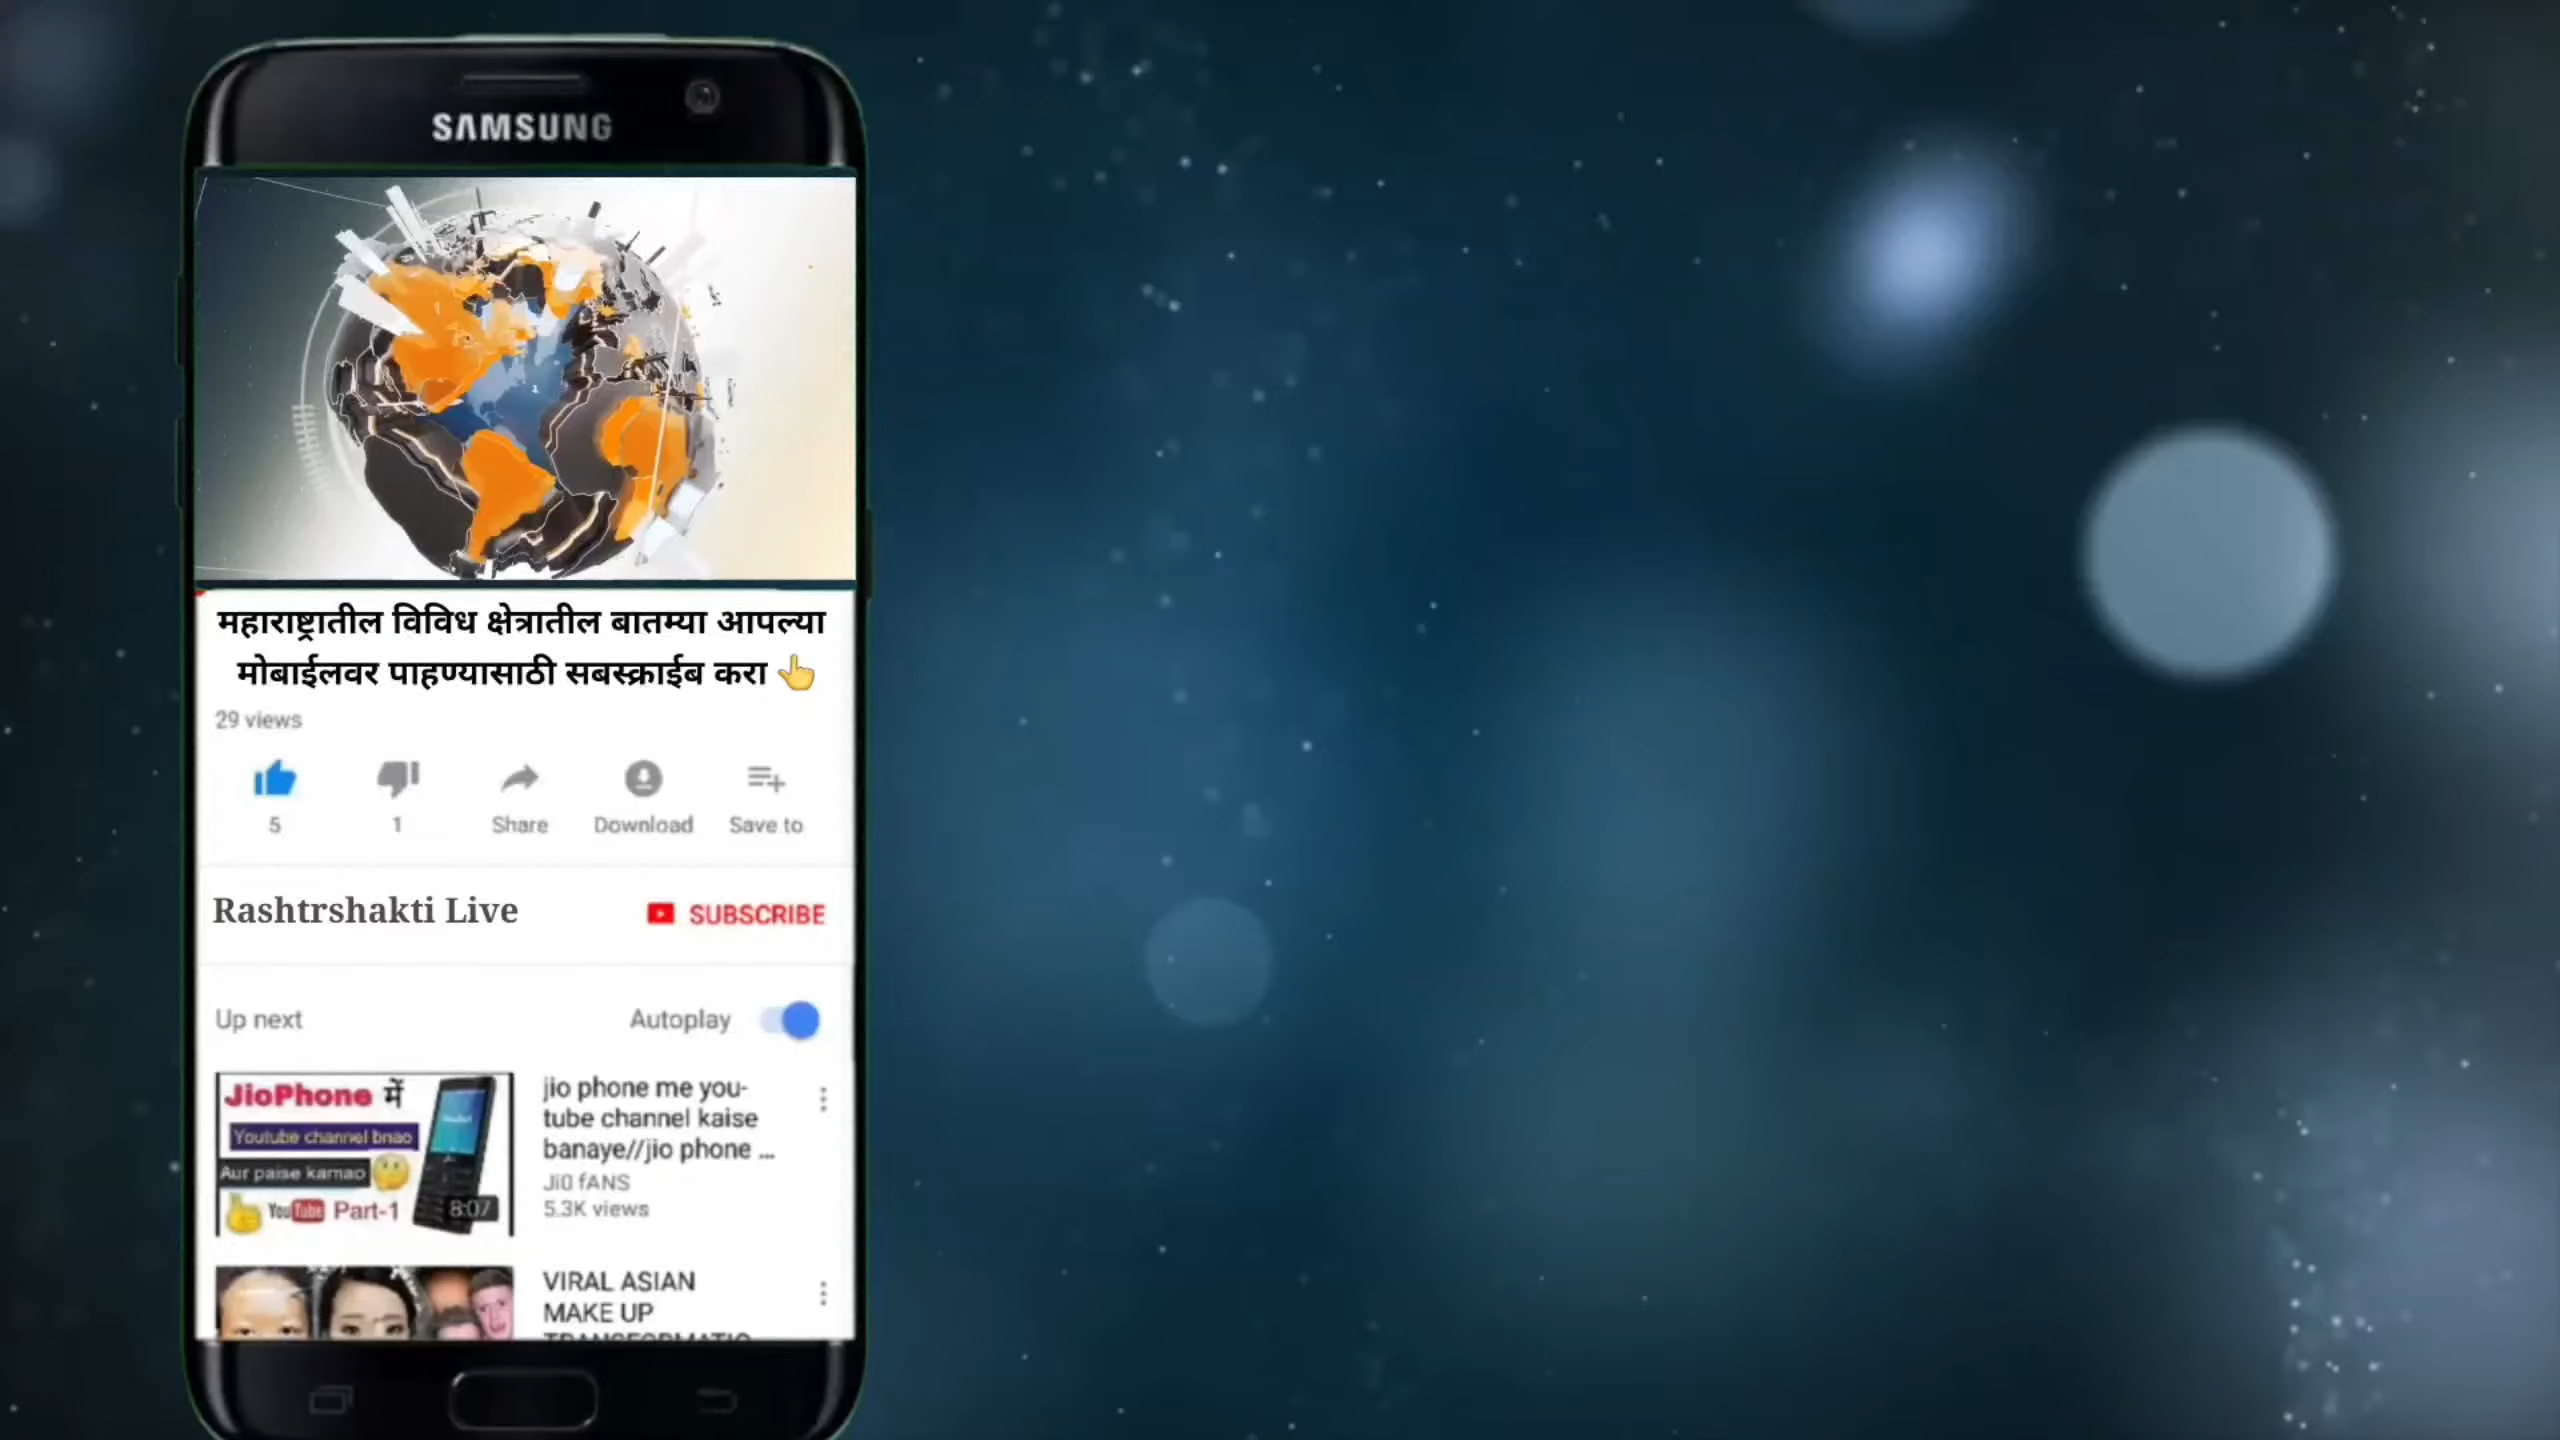 SAMSUNG
महाराष्ट्रातील विविध क्षेत्रातील बातम्या आपल्या
मोबाईलवर पाहण्यासाठी सबस्क्राईब करा 👆
29 views
5
1
Share
Download
Save to
Rashtrshakti Live
SUBSCRIBE
Up next
Autoplay
JioPhone में
Youtube channel bnao
Aur paise kamao
YouTube Part-1
8:07
jio phone me you-
tube channel kaise
banaye//jio phone ...
Ji0 fANS
5.3K views
VIRAL ASIAN
MAKE UP